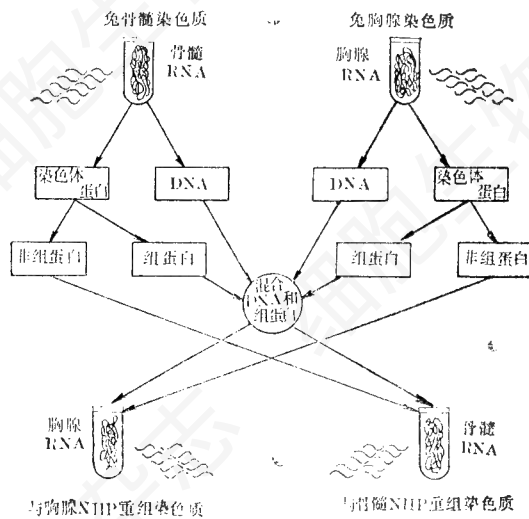 兔骨髓染色质
兔胸腺染色质
骨髓
RNA
胸腺
RNA
染色体
蛋白
DNA
DNA
染色体
蛋白
非组蛋白
组蛋白
组蛋白
非组蛋白
混合
DNA和
组蛋白
胸腺
RNA
骨髓
RNA
与胸腺NHP重组染色质
与骨髓NHP重组染色质